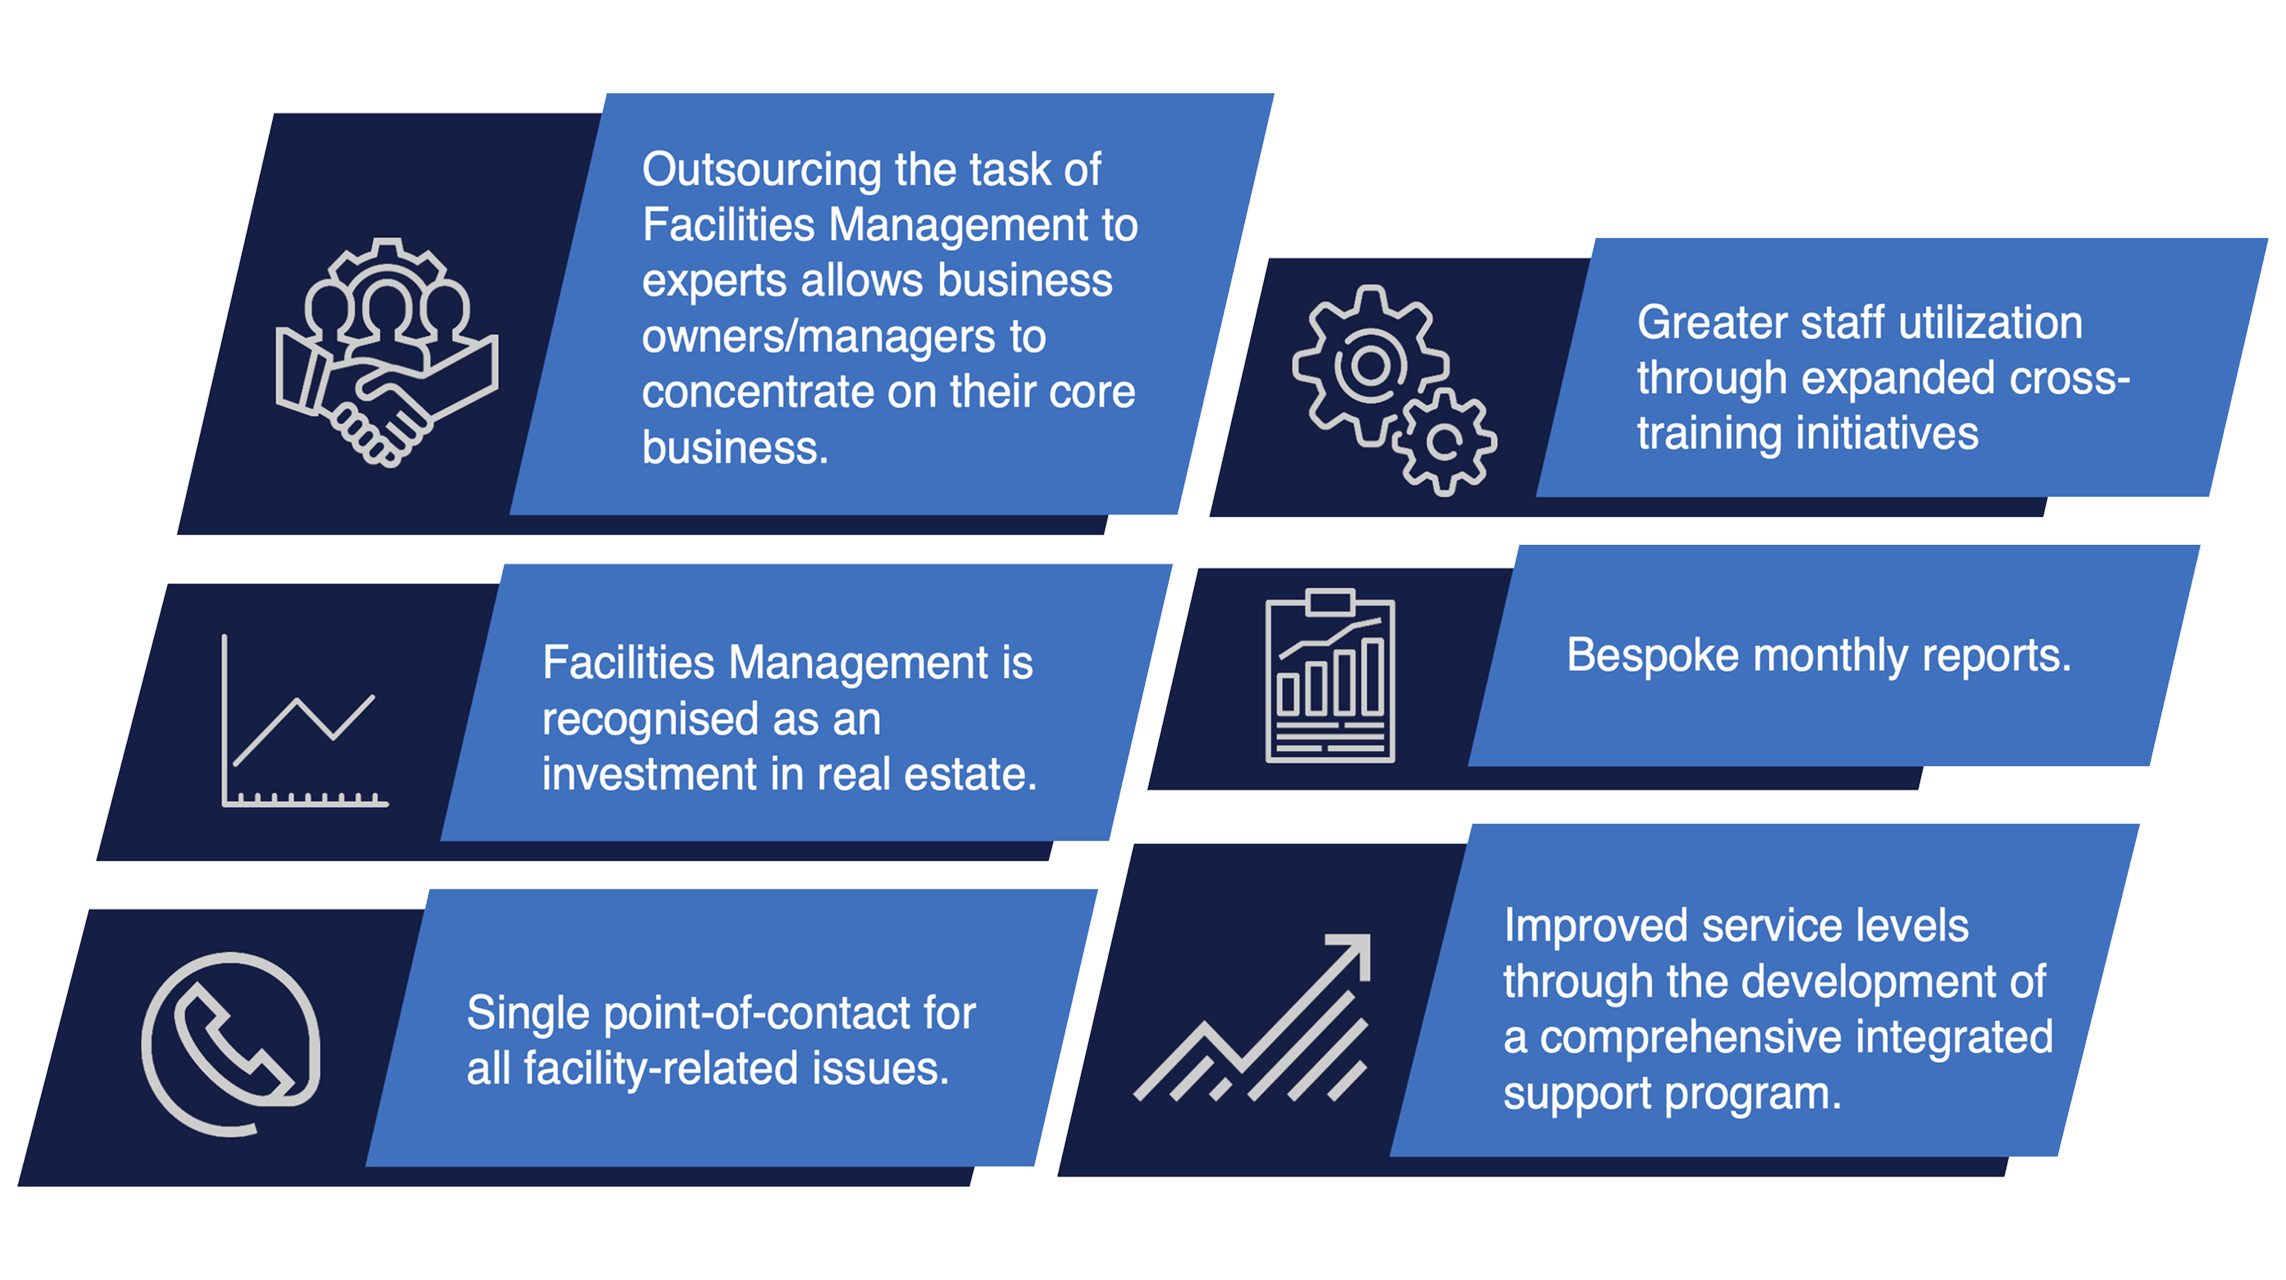 Outsourcing the task of
Facilities Management to
experts allows business
owners/managers to
concentrate on their core
business.
Facilities Management is
recognised as an
investment in real estate.
Single point-of-contact for
all facility-related issues.
Greater staff utilization
through expanded cross-
training initiatives
Bespoke monthly reports.
Improved service levels
through the development of
a comprehensive integrated
support program.